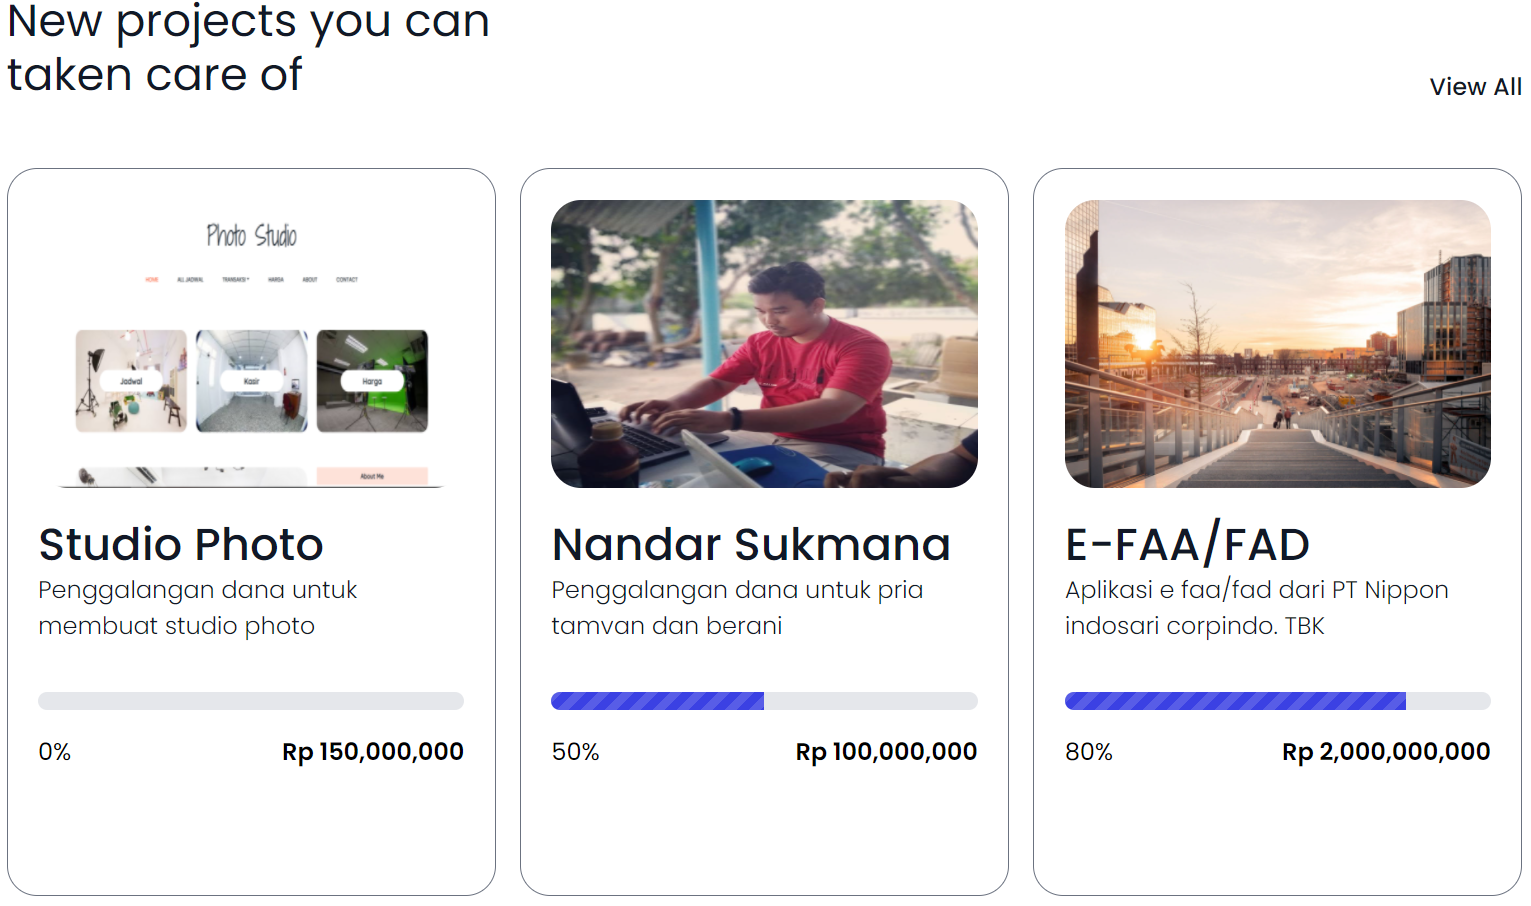 New projects you can
taken care of
View All
Photo Studio
HOME ALL JADWAL TRANSAKSI HARGA ABOUT CONTACT
Jadwal
Kasir
Harga
About Me
Studio Photo
Penggalangan dana untuk
membuat studio photo
0% Rp 150,000,000
Nandar Sukmana
Penggalangan dana untuk pria
tamvan dan berani
50% Rp 100,000,000
E-FAA/FAD
Aplikasi e faa/fad dari PT Nippon
indosari corpindo. TBK
80% Rp 2,000,000,000